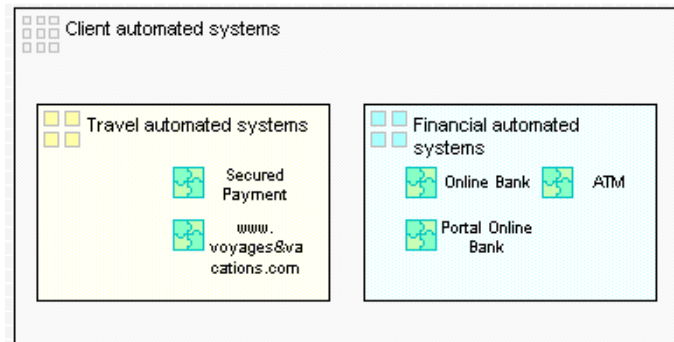 Client automated systems
Travel automated systems
Secured
Payment
www.
voyages&va
cations.com
Financial automated
systems
Online Bank
ATM
Portal Online
Bank